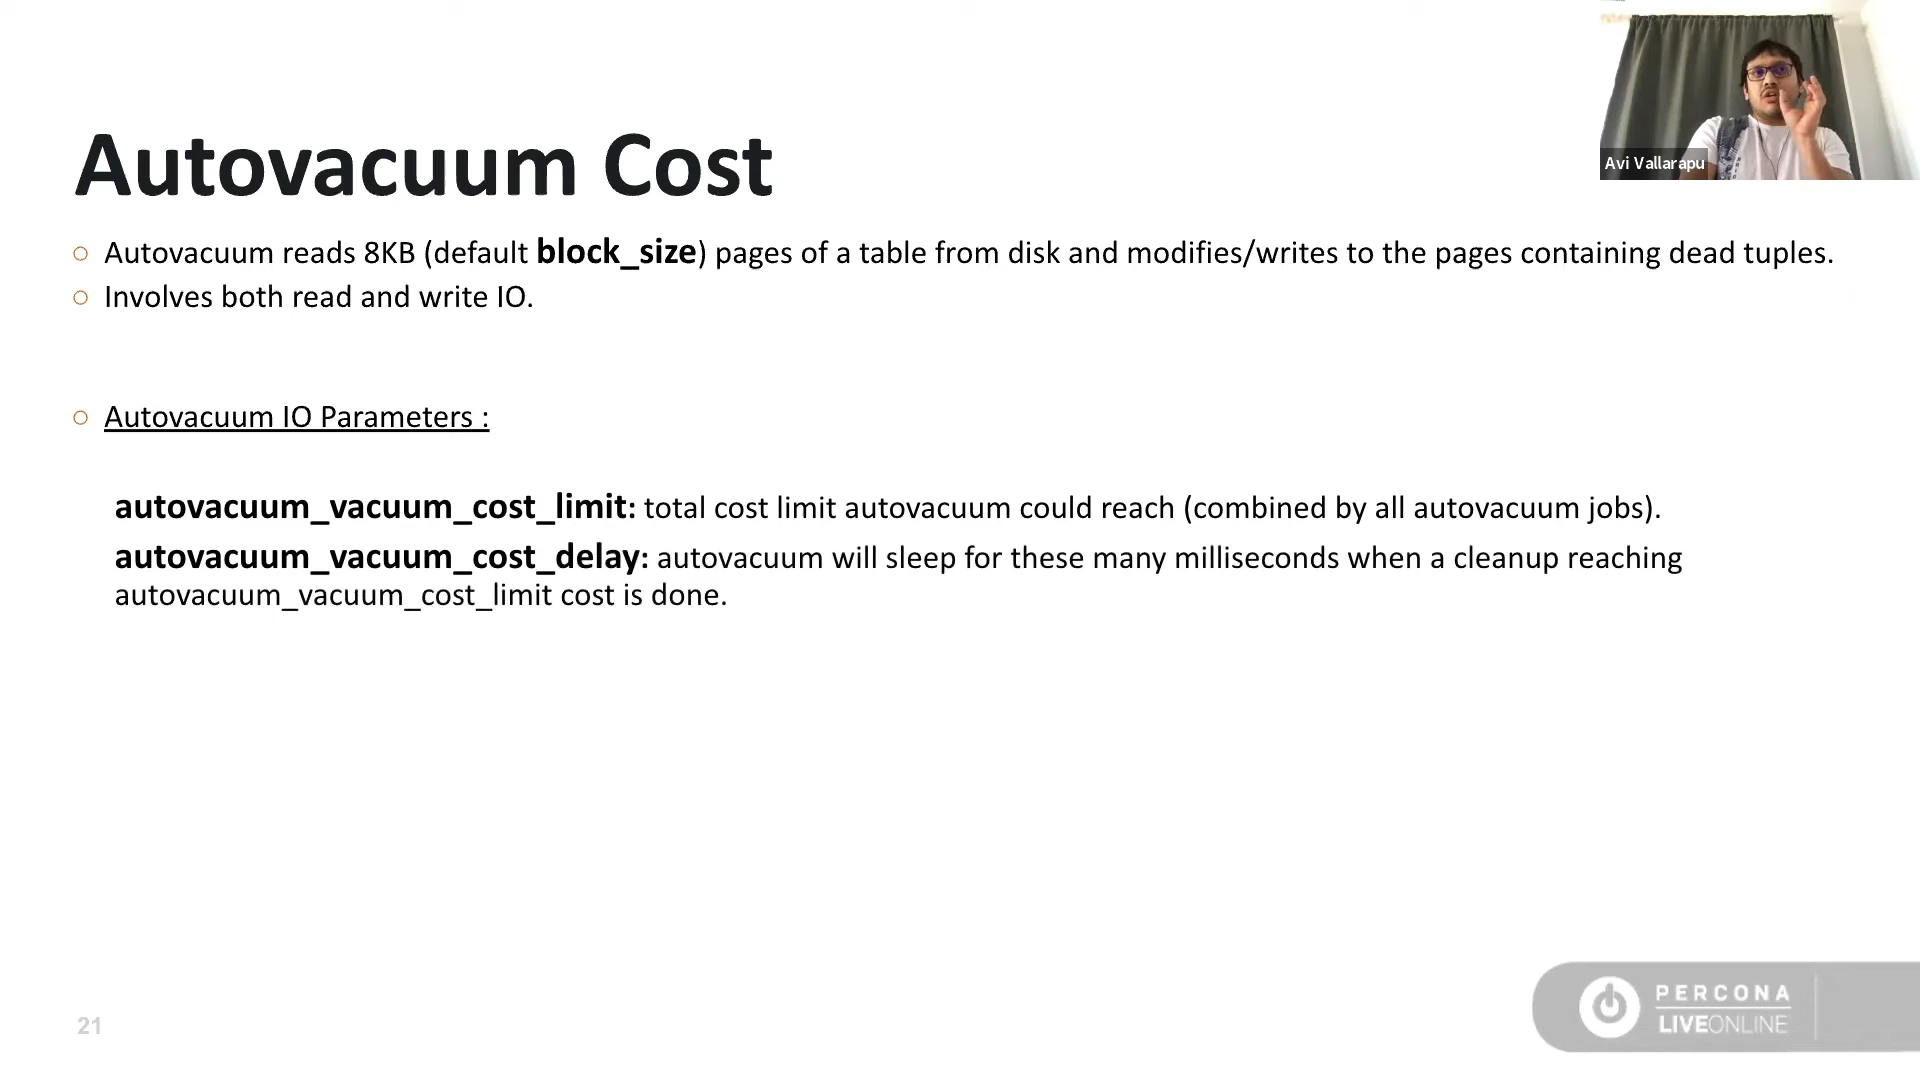 Avi Vallarapu
Autovacuum Cost
○ Autovacuum reads 8KB (default block_size) pages of a table from disk and modifies/writes to the pages containing dead tuples.
○ Involves both read and write IO.
○ Autovacuum IO Parameters :
autovacuum_vacuum_cost_limit: total cost limit autovacuum could reach (combined by all autovacuum jobs).
autovacuum_vacuum_cost_delay: autovacuum will sleep for these many milliseconds when a cleanup reaching
autovacuum_vacuum_cost_limit cost is done.
21
PERCONA
LIVEONLINE